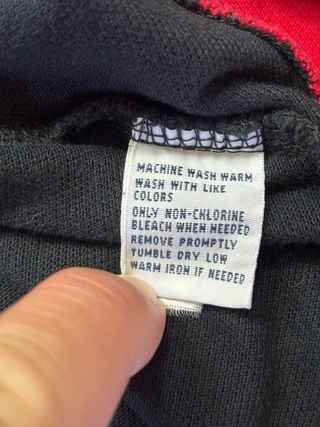 MACHINE WASH WARM
WASH WITH LIKE
COLORS
ONLY NON-CHLORINE
BLEACH WHEN NEEDED
REMOVE PROMPTLY
TUMBLE DRY LOW
WARM IRON IF NEEDED